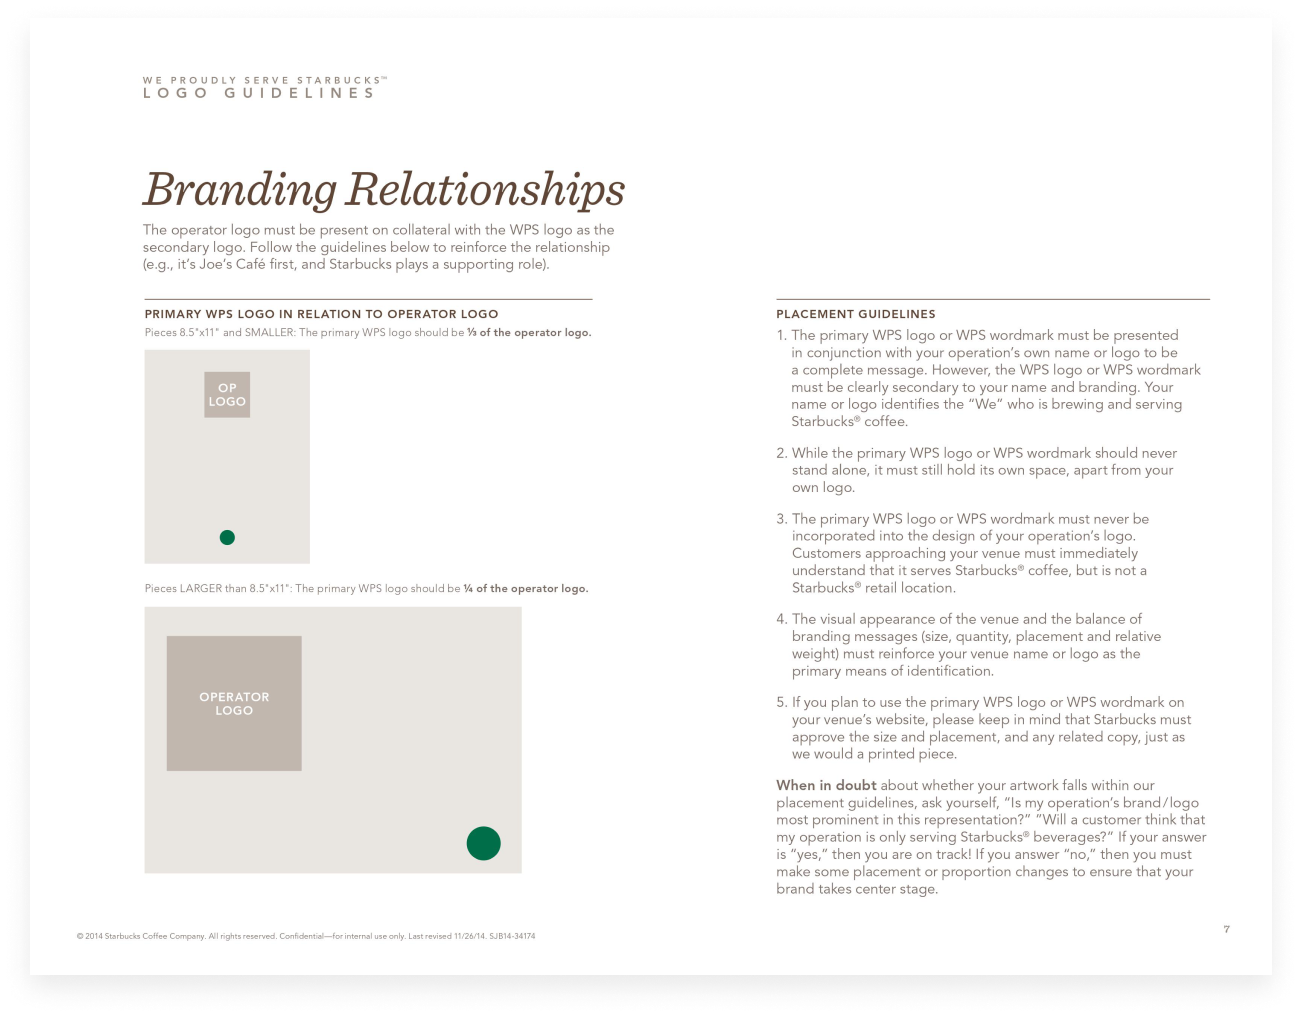 WE PROUDLY SERVE STARBUCKS™
LOGO GUIDELINES
Branding Relationships
The operator logo must be present on collateral with the WPS logo as the
secondary logo. Follow the guidelines below to reinforce the relationship
(e.g., it’s Joe’s Café first, and Starbucks plays a supporting role).
PRIMARY WPS LOGO IN RELATION TO OPERATOR LOGO
Pieces 8.5"x11" and SMALLER: The primary WPS logo should be ⅓ of the operator logo.
OP
LOGO
Pieces LARGER than 8.5"x11": The primary WPS logo should be ¼ of the operator logo.
OPERATOR
LOGO
PLACEMENT GUIDELINES
1. The primary WPS logo or WPS wordmark must be presented
in conjunction with your operation’s own name or logo to be
a complete message. However, the WPS logo or WPS wordmark
must be clearly secondary to your name and branding. Your
name or logo identifies the “We” who is brewing and serving
Starbucks® coffee.
2. While the primary WPS logo or WPS wordmark should never
stand alone, it must still hold its own space, apart from your
own logo.
3. The primary WPS logo or WPS wordmark must never be
incorporated into the design of your operation’s logo.
Customers approaching your venue must immediately
understand that it serves Starbucks® coffee, but is not a
Starbucks® retail location.
4. The visual appearance of the venue and the balance of
branding messages (size, quantity, placement and relative
weight) must reinforce your venue name or logo as the
primary means of identification.
5. If you plan to use the primary WPS logo or WPS wordmark on
your venue’s website, please keep in mind that Starbucks must
approve the size and placement, and any related copy, just as
we would a printed piece.
When in doubt about whether your artwork falls within our
placement guidelines, ask yourself, “Is my operation’s brand/logo
most prominent in this representation?” “Will a customer think that
my operation is only serving Starbucks® beverages?” If your answer
is “yes,” then you are on track! If you answer “no,” then you must
make some placement or proportion changes to ensure that your
brand takes center stage.
© 2014 Starbucks Coffee Company. All rights reserved. Confidential—for internal use only. Last revised 11/26/14. SJB14-34174
7